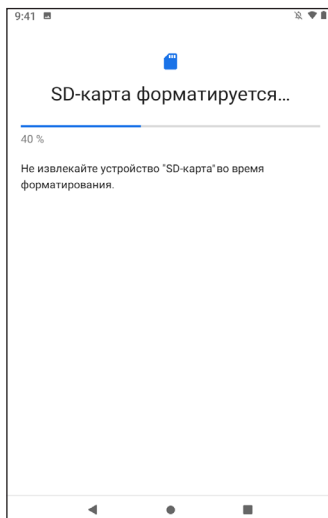 9:41
SD-карта форматируется...
40 %
Не извлекайте устройство "SD-карта" во время
форматирования.